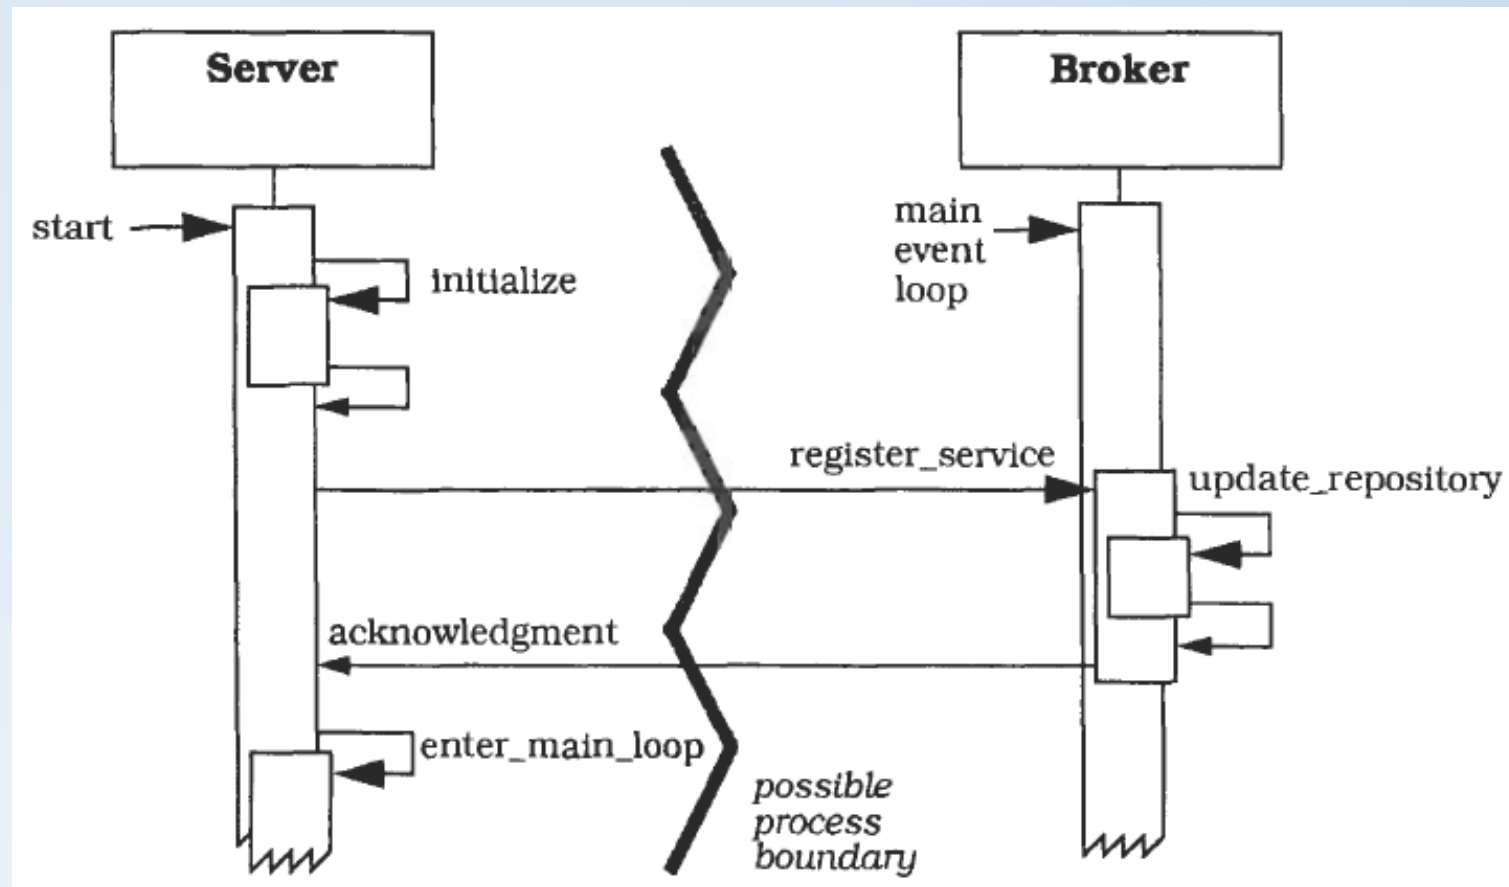 Server
Broker
start
main
event
loop
initialize
register_service
update_repository
acknowledgment
enter_main_loop
possible
process
boundary